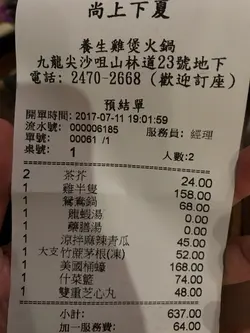 尚上下夏
養生雞煲火鍋
九龍尖沙咀山林道23號地下
電話: 2470-2668 (歡迎訂座)
預結單
開單時間: 2017-07-11 19:01:59
流水號: 000006185 服務員: 經理
單號: 00061 /1
桌號: 1 人數:2
2 茶芥 24.00
1 雞半隻 158.00
1 鴛鴦鍋 68.00
1 龍蝦湯 0.00
1 藥膳湯 0.00
1 涼拌麻辣青瓜 45.00
1 大支竹蔗茅根(凍) 52.00
1 美國桶蠔 168.00
1 什菜籃 74.00
1 雙重芝心丸 48.00
小計: 637.00
加一服務費: 64.00